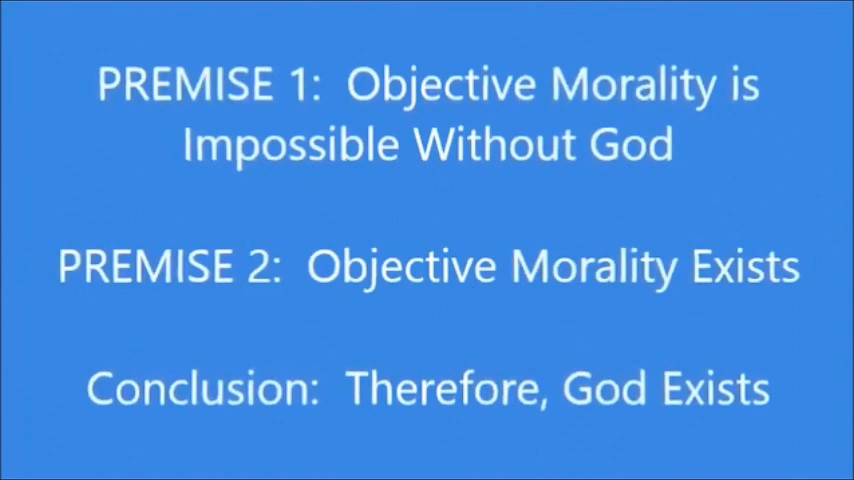 PREMISE 1:  Objective Morality is
Impossible Without God
PREMISE 2:  Objective Morality Exists
Conclusion:  Therefore, God Exists